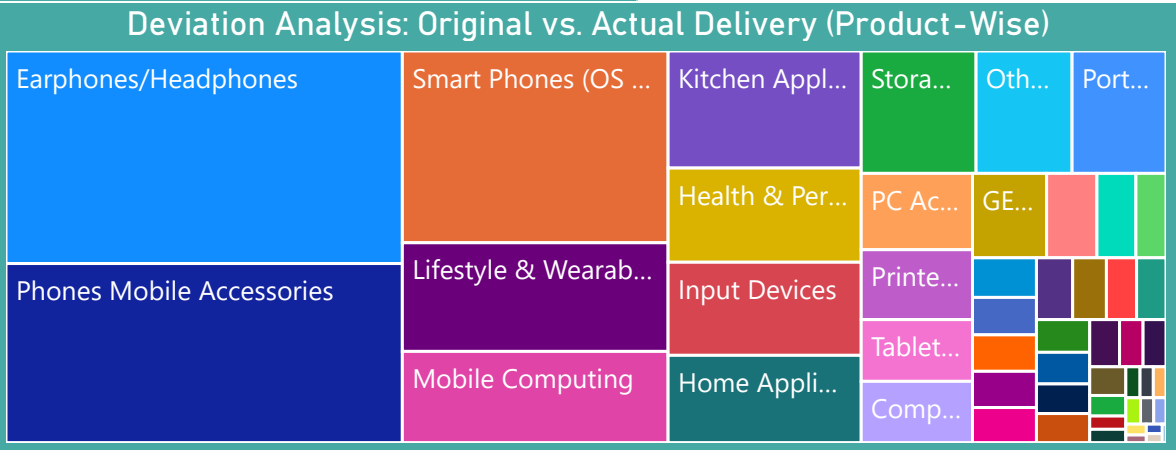 Deviation Analysis: Original vs. Actual Delivery (Product-Wise)
Earphones/Headphones
Smart Phones (OS ...
Kitchen Appl...
Stora...
Oth...
Port...
Health & Per...
PC Ac...
GE...
Lifestyle & Wearab...
Printe...
Phones Mobile Accessories
Input Devices
Tablet...
Mobile Computing
Home Appli...
Comp...